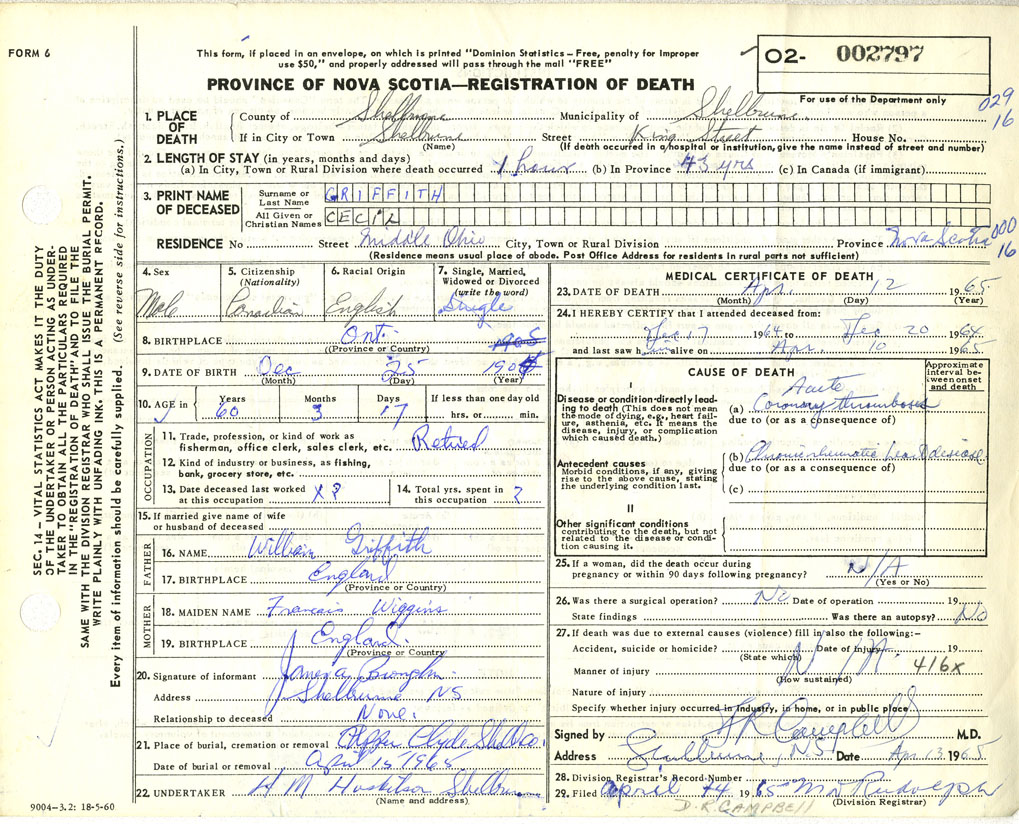 FORM 6
This form, if placed in an envelope, on which is printed "Dominion Statistics – Free, penalty for improper
use $50," and properly addressed will pass through the mail "FREE"
02- 002797
PROVINCE OF NOVA SCOTIA—REGISTRATION OF DEATH
For use of the Department only
029
16
1. PLACE OF DEATH
County of Shelburne Municipality of Shelburne
If in City or Town Shelburne Street King Street House No.
(Name) (If death occurred in a hospital or institution, give the name instead of street and number)
2. LENGTH OF STAY (in years, months and days)
(a) In City, Town or Rural Division where death occurred 1 hour (b) In Province 43 yrs (c) In Canada (if immigrant)
3. PRINT NAME OF DECEASED
Surname or Last Name GRIFFITH
All Given or Christian Names CECIL
RESIDENCE No Street Middle Ohio City, Town or Rural Division Province Nova Scotia
000
16
(Residence means usual place of abode. Post Office Address for residents in rural parts not sufficient)
4. Sex Male
5. Citizenship (Nationality) Canadian
6. Racial Origin English
7. Single, Married, Widowed or Divorced (write the word) Single
8. BIRTHPLACE Ont.
(Province or Country)
9. DATE OF BIRTH Dec 25 190
(Month) (Day) (Year)
10. AGE in Years 60 Months 3 Days 17 If less than one day old hrs. or min.
OCCUPATION
11. Trade, profession, or kind of work as
fisherman, office clerk, sales clerk, etc. Retired
12. Kind of industry or business, as fishing,
bank, grocery store, etc.
13. Date deceased last worked at this occupation X ?
14. Total yrs. spent in this occupation ?
15. If married give name of wife
or husband of deceased
FATHER
16. NAME William Griffith
17. BIRTHPLACE England
(Province or Country)
MOTHER
18. MAIDEN NAME Francis Wiggins
19. BIRTHPLACE England
(Province or Country)
20. Signature of informant James A
Address Shelburne NS
Relationship to deceased None.
21. Place of burial, cremation or removal Upper Clyde Shelb. co.
Date of burial or removal April 15 1965
22. UNDERTAKER H M Shelburne
(Name and address)
9004–3.2: 18-5-60
SEC. 14 – VITAL STATISTICS ACT MAKES IT THE DUTY
OF THE UNDERTAKER OR PERSON ACTING AS UNDER-
TAKER TO OBTAIN ALL THE PARTICULARS REQUIRED
IN THE "REGISTRATION OF DEATH" AND TO FILE THE
SAME WITH THE DIVISION REGISTRAR WHO SHALL ISSUE THE BURIAL PERMIT.
WRITE PLAINLY WITH UNFADING INK. THIS IS A PERMANENT RECORD.
Every item of information should be carefully supplied. (See reverse side for instructions.)
MEDICAL CERTIFICATE OF DEATH
23. DATE OF DEATH Apr. 12 1965
(Month) (Day) (Year)
24. I HEREBY CERTIFY that I attended deceased from:
Dec 17 1964 to Dec 20 1964
and last saw him alive on Apr. 10 1965
CAUSE OF DEATH
Approximate interval between onset and death
I
Disease or condition directly lead-
ing to death (This does not mean
the mode of dying, e.g., heart fail-
ure, asthenia, etc. It means the
disease, injury, or complication
which caused death.)
(a) Acute Coronary thrombosis
due to (or as a consequence of)
Antecedent causes
Morbid conditions, if any, giving
rise to the above cause, stating
the underlying condition last.
(b) Chronic rheumatic heart disease
due to (or as a consequence of)
(c)
II
Other significant conditions
contributing to the death, but not
related to the disease or condi-
tion causing it.
25. If a woman, did the death occur during
pregnancy or within 90 days following pregnancy? N/A
(Yes or No)
26. Was there a surgical operation? No Date of operation 19
State findings Was there an autopsy? No
27. If death was due to external causes (violence) fill in also the following:–
Accident, suicide or homicide? Date of Injury 19
(State which) N/A. 416x
Manner of injury
(How sustained)
Nature of injury
Specify whether injury occurred in industry, in home, or in public place
Signed by Campbell M.D.
Address Shelburne, NS Date Apr 13 1965
28. Division Registrar's Record Number
29. Filed April 14 1965 Rudolph
(Division Registrar)
D. R. CAMPBELL